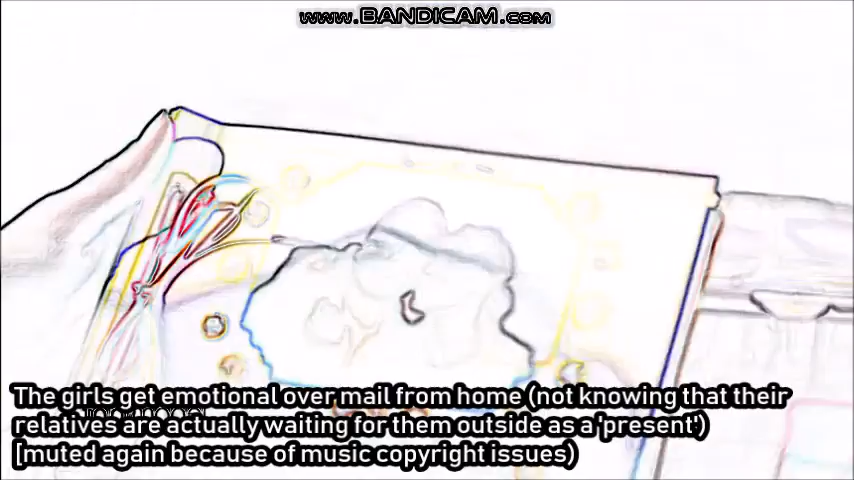 www.BANDICAM.com
The girls get emotional over mail from home (not knowing that their
relatives are actually waiting for them outside as a 'present')
[muted again because of music copyright issues)